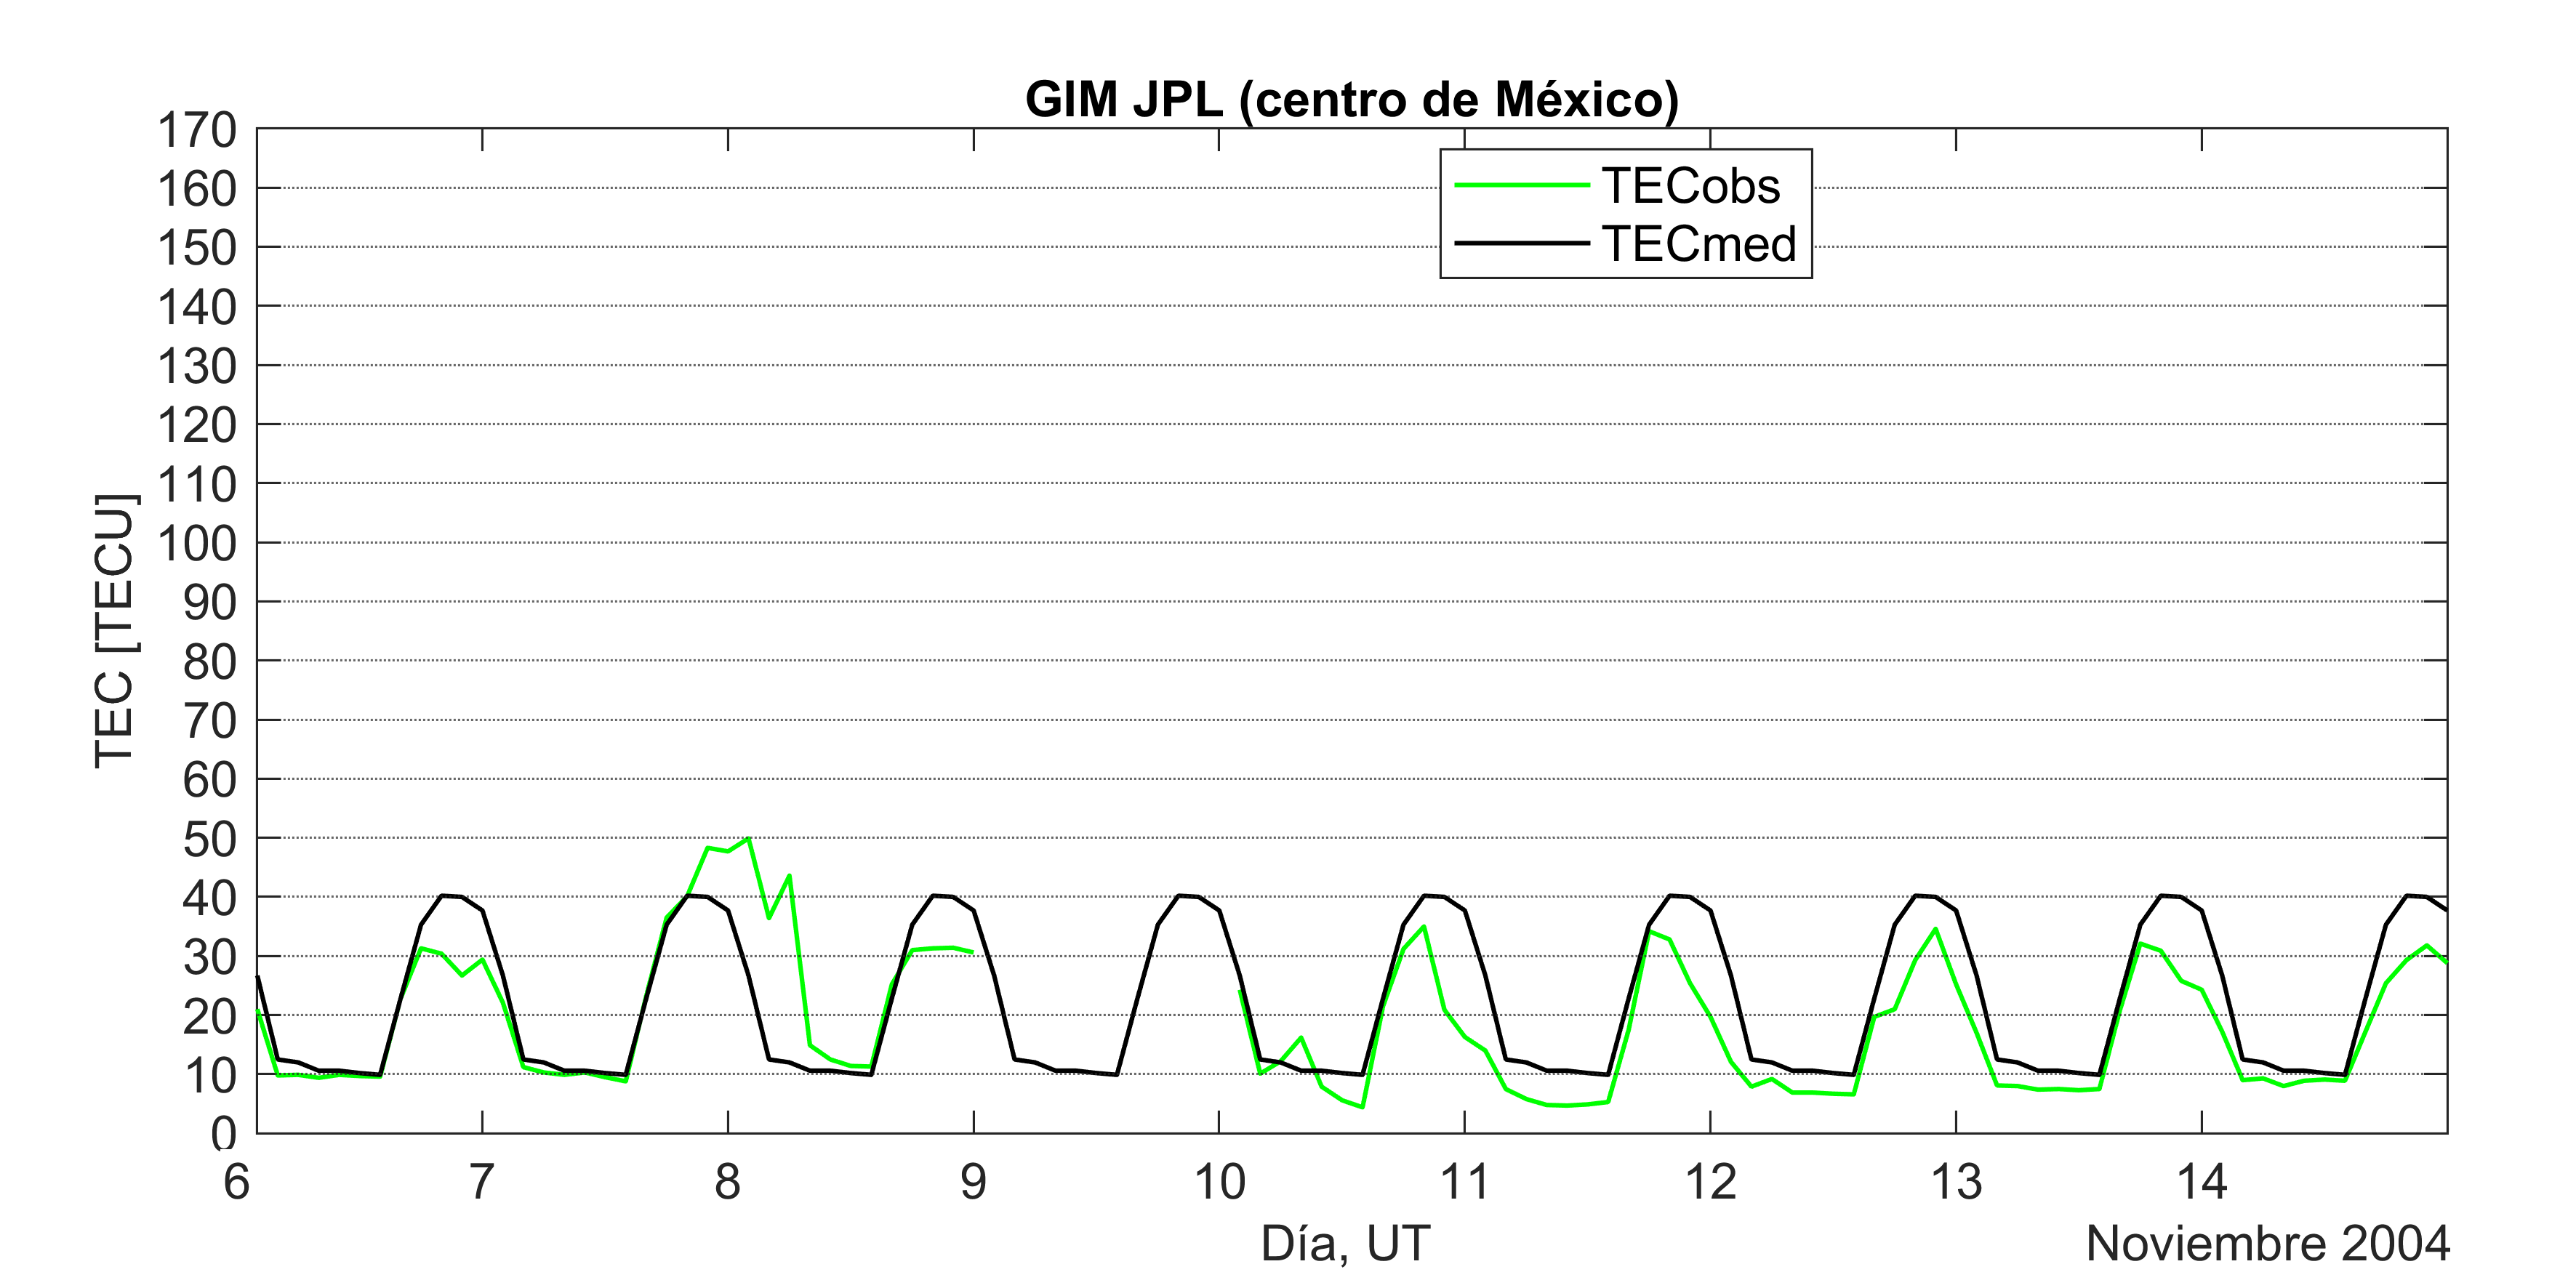 GIM JPL (centro de México)
170
160
150
140
130
120
110
100
90
80
70
60
50
40
30
20
10
0
TEC [TECU]
TECobs
TECmed
6 7 8 9 10 11 12 13 14
Día, UT
Noviembre 2004